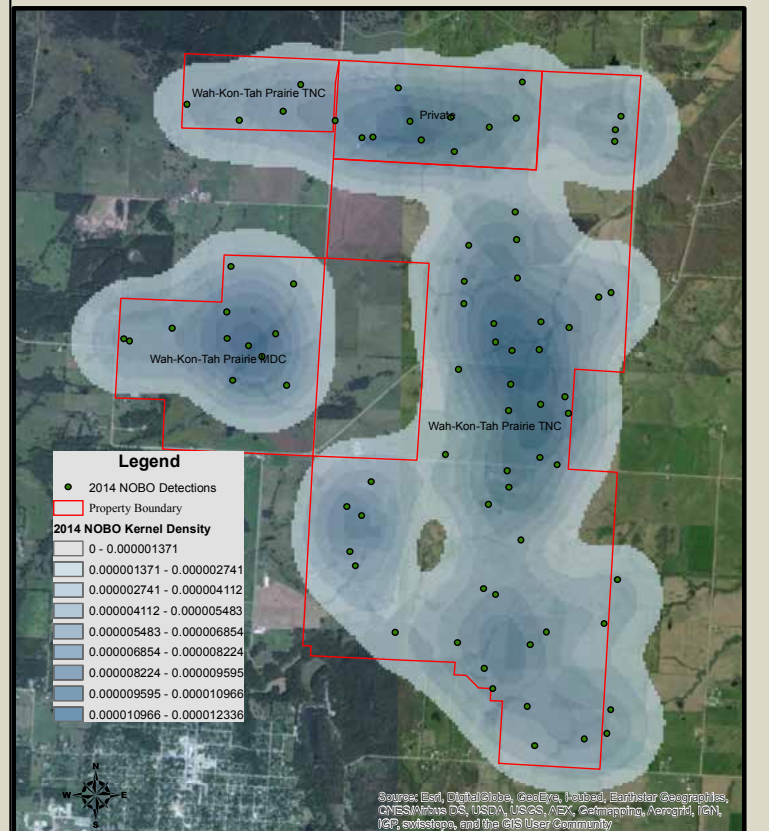 Wah-Kon-Tah Prairie TNC
Private
Wah-Kon-Tah Prairie MDC
Wah-Kon-Tah Prairie TNC
Legend
2014 NOBO Detections
Property Boundary
2014 NOBO Kernel Density
0 - 0.000001371
0.000001371 - 0.000002741
0.000002741 - 0.000004112
0.000004112 - 0.000005483
0.000005483 - 0.000006854
0.000006854 - 0.000008224
0.000008224 - 0.000009595
0.000009595 - 0.000010966
0.000010966 - 0.000012336
N
W E
S
Source: Esri, DigitalGlobe, GeoEye, i-cubed, Earthstar Geographics,
CNES/Airbus DS, USDA, USGS, AEX, Getmapping, Aerogrid, IGN,
IGP, swisstopo, and the GIS User Community